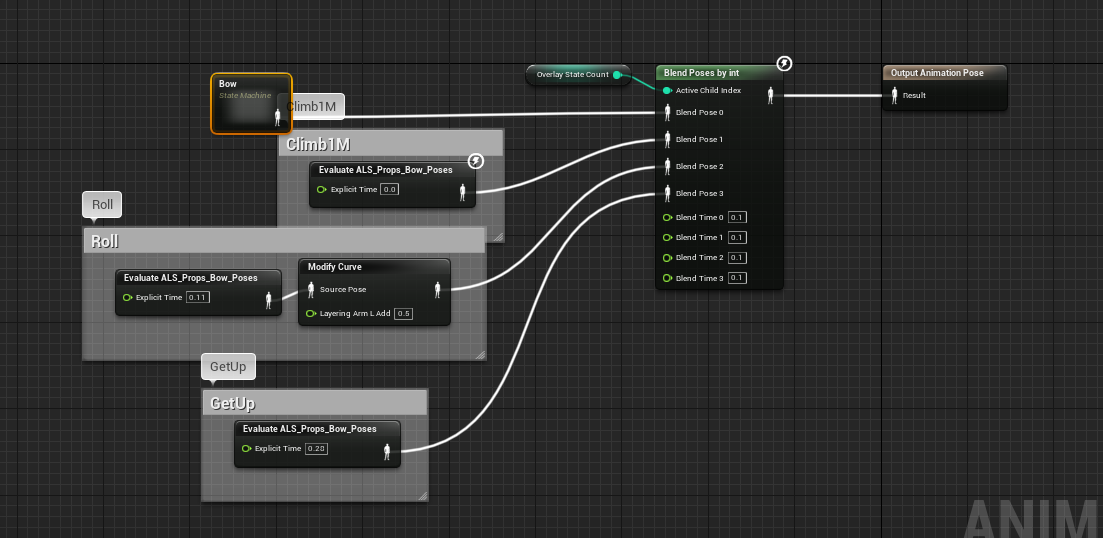 Bow
State Machine
Climb1M
Climb1M
Evaluate ALS_Props_Bow_Poses
Explicit Time 0.0
Roll
Roll
Evaluate ALS_Props_Bow_Poses
Explicit Time 0.11
Modify Curve
Source Pose
Layering Arm L Add 0.5
GetUp
GetUp
Evaluate ALS_Props_Bow_Poses
Explicit Time 0.20
Overlay State Count
Blend Poses by int
Active Child Index
Blend Pose 0
Blend Pose 1
Blend Pose 2
Blend Pose 3
Blend Time 0 0.1
Blend Time 1 0.1
Blend Time 2 0.1
Blend Time 3 0.1
Output Animation Pose
Result
ANIM